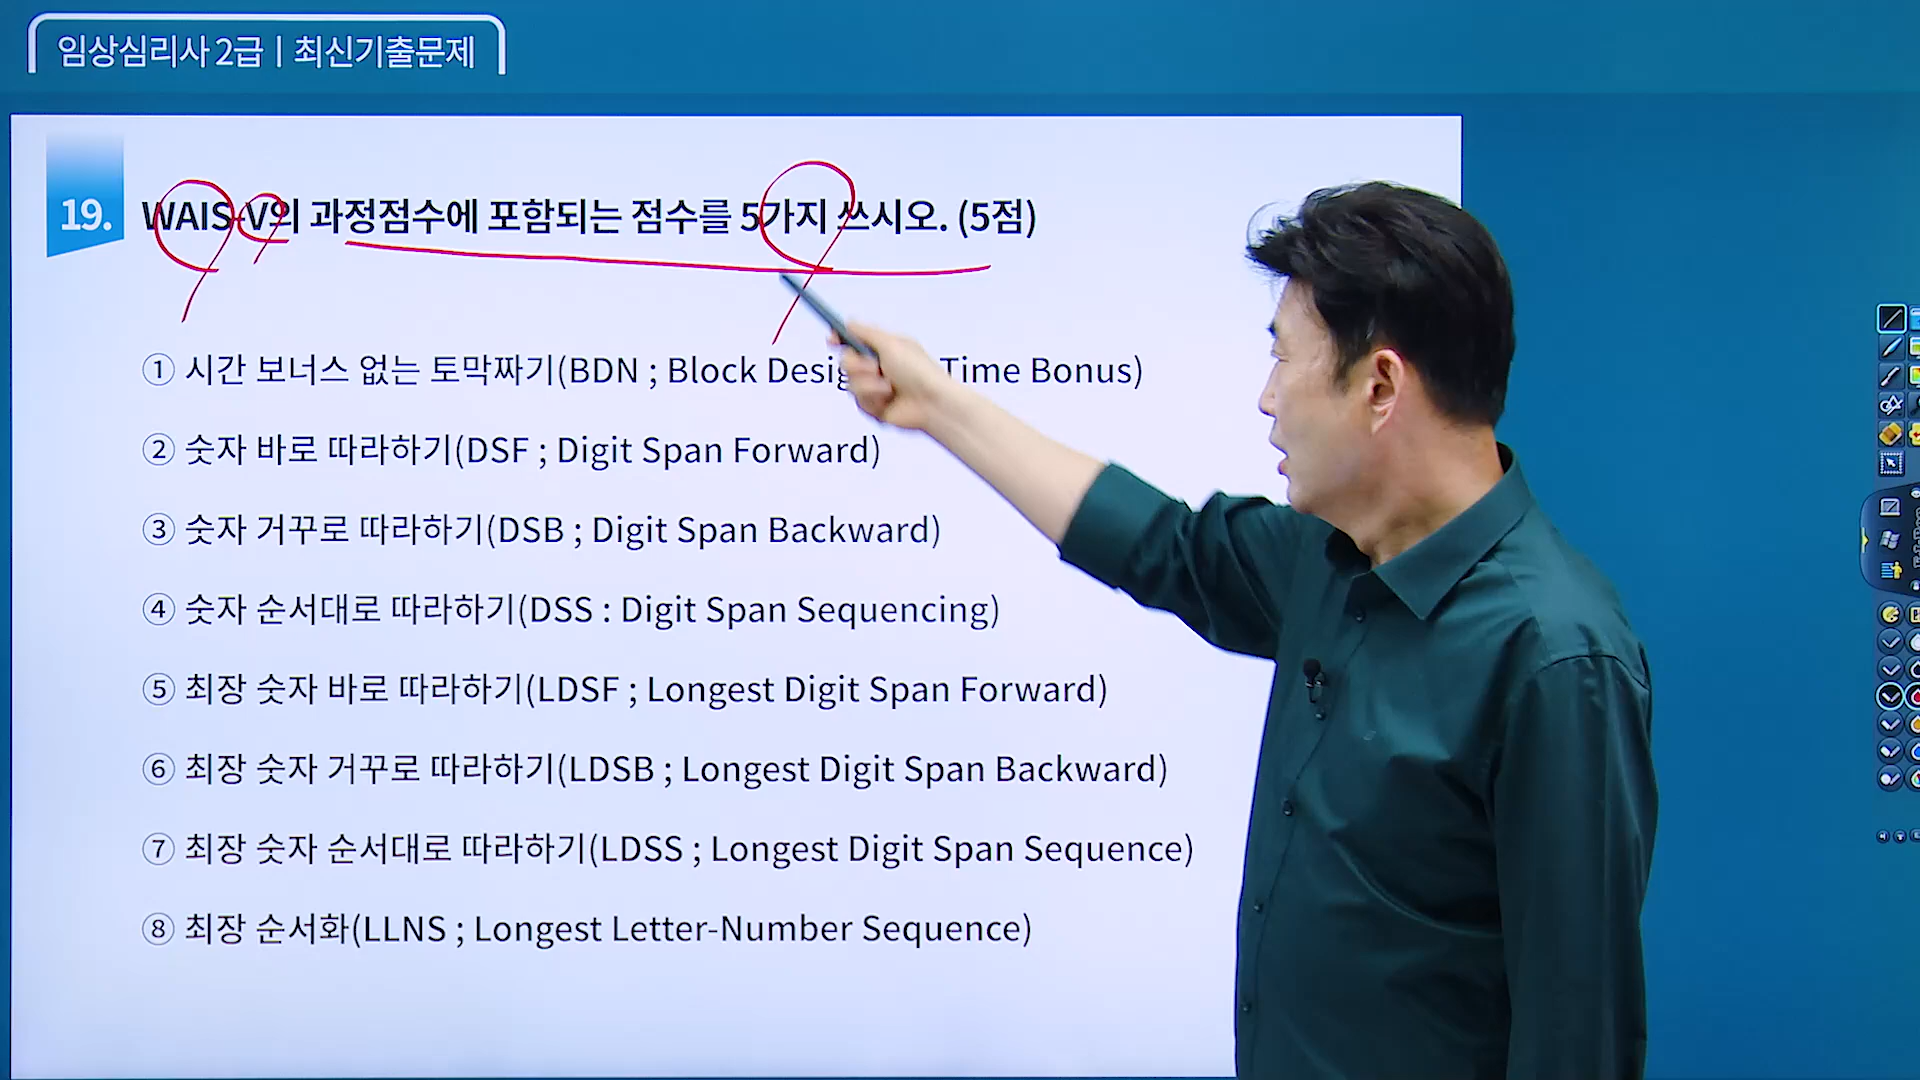 임상심리사 2급 | 최신기출문제
19. WAIS-V의 과정점수에 포함되는 점수를 5가지 쓰시오. (5점)
① 시간 보너스 없는 토막짜기(BDN ; Block Desi Time Bonus)
② 숫자 바로 따라하기(DSF ; Digit Span Forward)
③ 숫자 거꾸로 따라하기(DSB ; Digit Span Backward)
④ 숫자 순서대로 따라하기(DSS : Digit Span Sequencing)
⑤ 최장 숫자 바로 따라하기(LDSF ; Longest Digit Span Forward)
⑥ 최장 숫자 거꾸로 따라하기(LDSB ; Longest Digit Span Backward)
⑦ 최장 숫자 순서대로 따라하기(LDSS ; Longest Digit Span Sequence)
⑧ 최장 순서화(LLNS ; Longest Letter-Number Sequence)